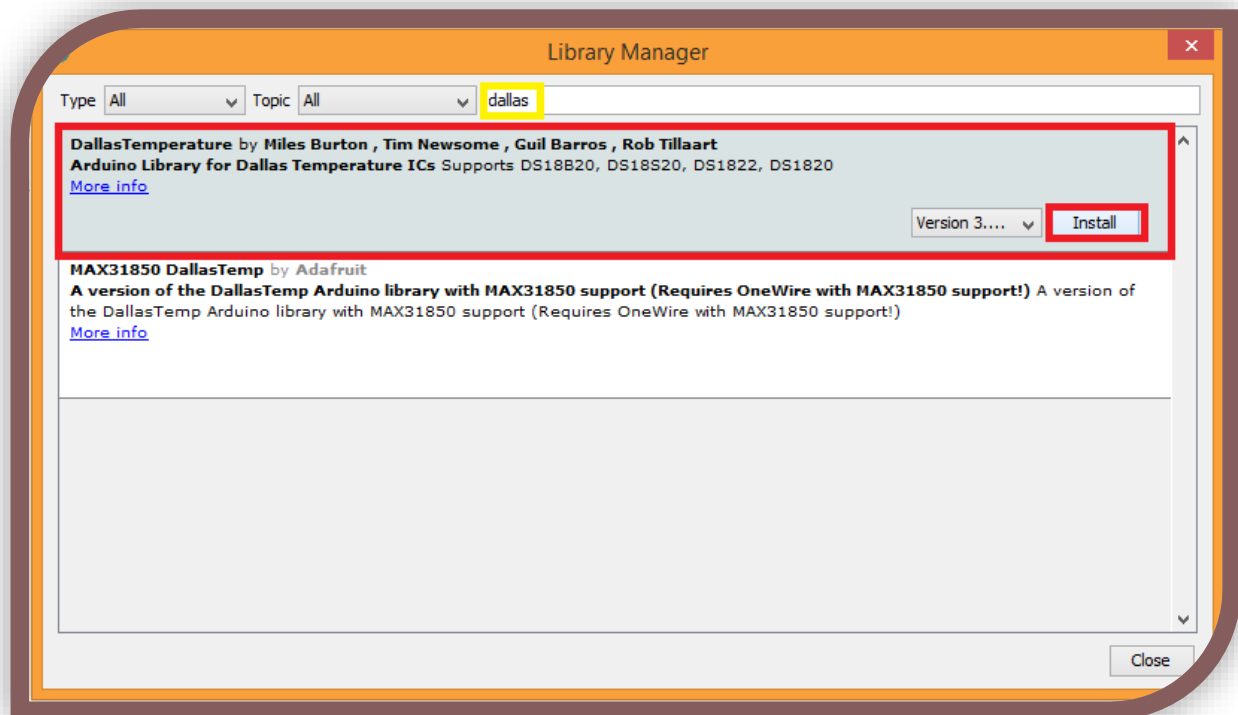 Library Manager
Type All Topic All dallas
DallasTemperature by Miles Burton , Tim Newsome , Guil Barros , Rob Tillaart
Arduino Library for Dallas Temperature ICs Supports DS18B20, DS18S20, DS1822, DS1820
More info
Version 3.... Install
MAX31850 DallasTemp by Adafruit
A version of the DallasTemp Arduino library with MAX31850 support (Requires OneWire with MAX31850 support!) A version of
the DallasTemp Arduino library with MAX31850 support (Requires OneWire with MAX31850 support!)
More info
Close